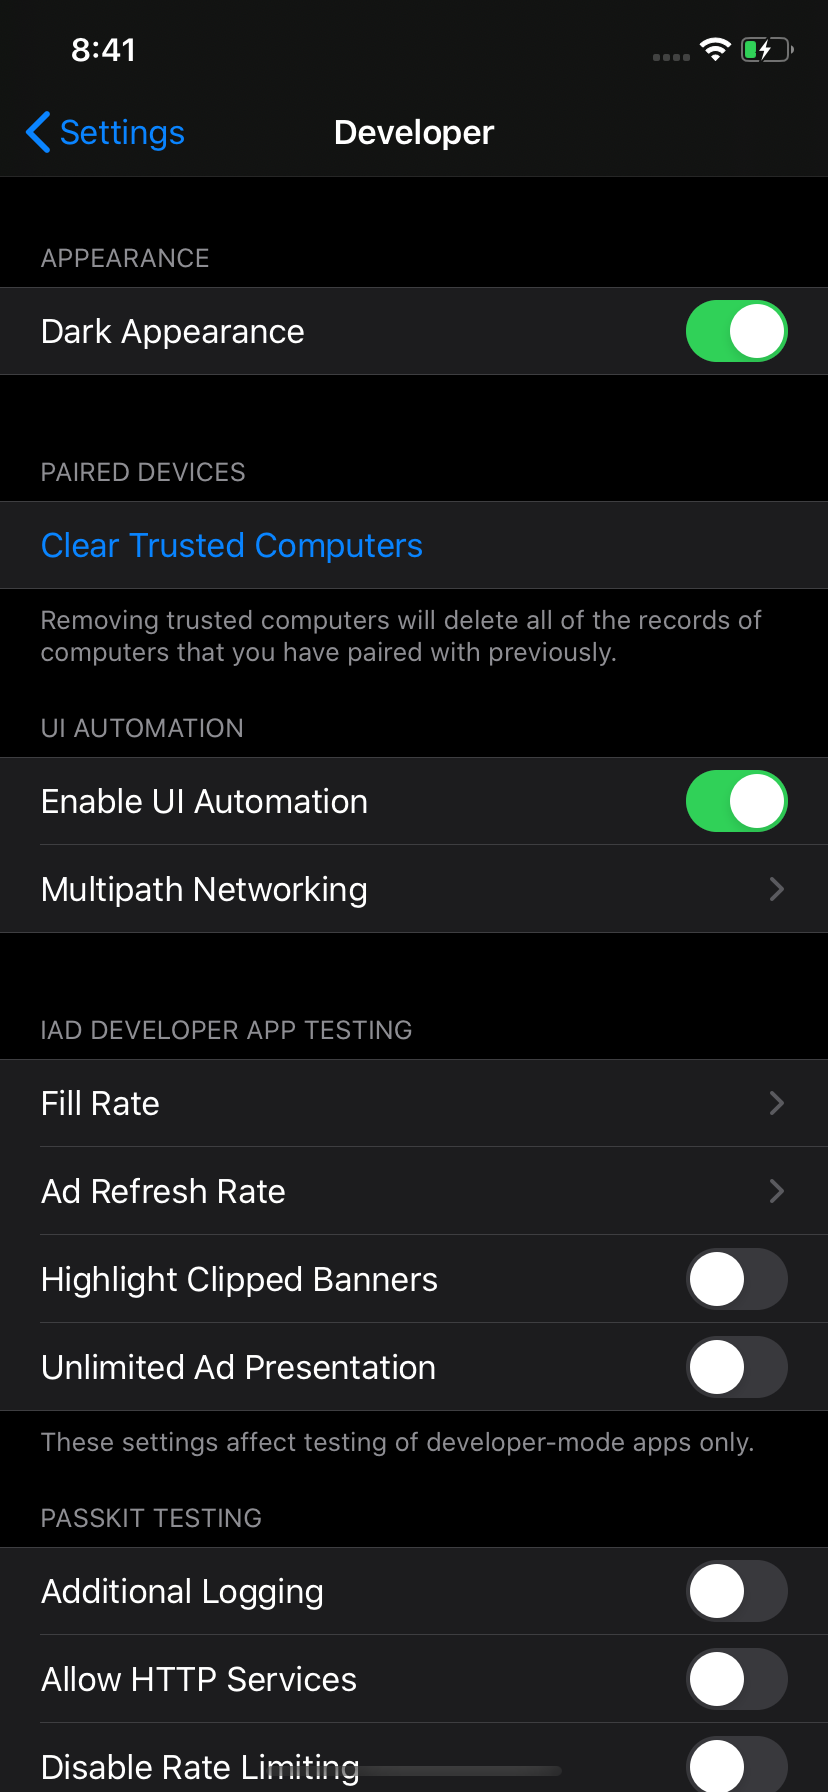 8:41
Settings
Developer
APPEARANCE
Dark Appearance
PAIRED DEVICES
Clear Trusted Computers
Removing trusted computers will delete all of the records of
computers that you have paired with previously.
UI AUTOMATION
Enable UI Automation
Multipath Networking
IAD DEVELOPER APP TESTING
Fill Rate
Ad Refresh Rate
Highlight Clipped Banners
Unlimited Ad Presentation
These settings affect testing of developer-mode apps only.
PASSKIT TESTING
Additional Logging
Allow HTTP Services
Disable Rate Limiting